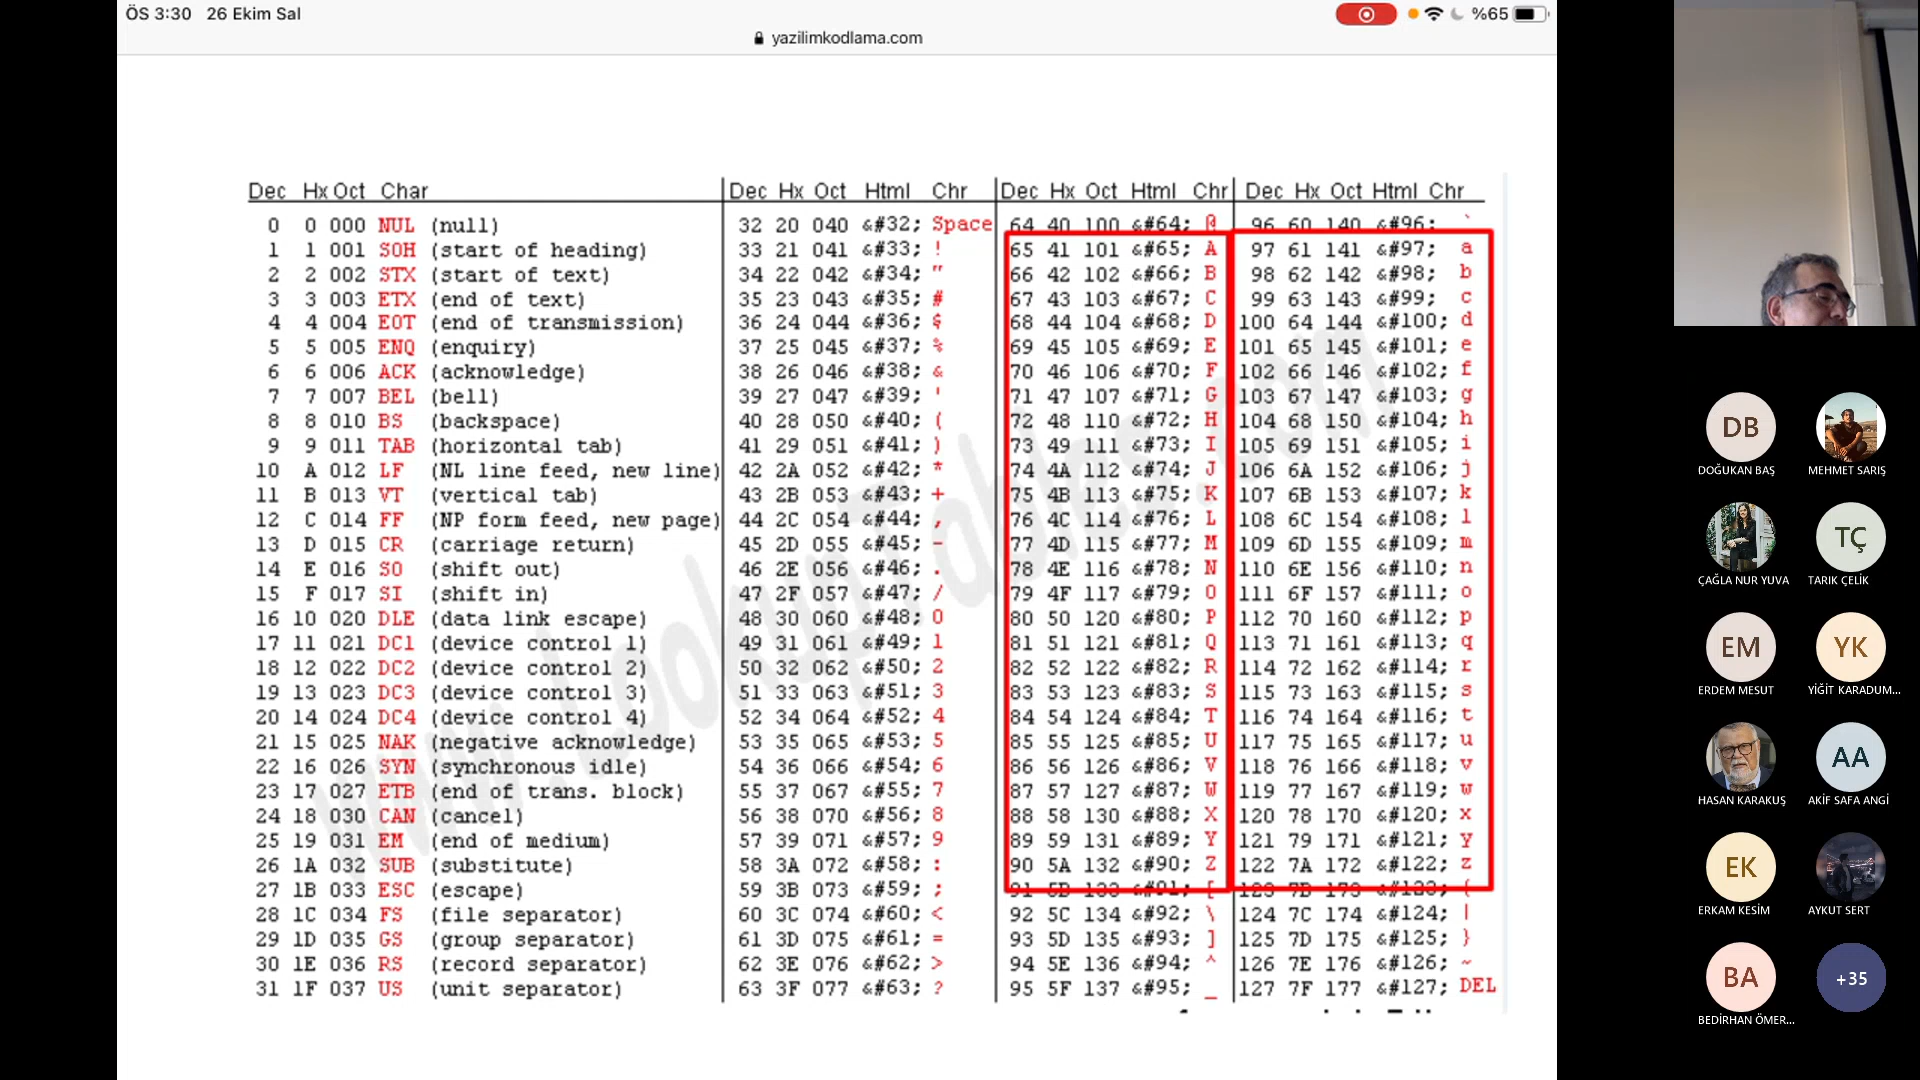 ÖS 3:30 26 Ekim Sal
%65
yazilimkodlama.com
Dec Hx Oct Char Dec Hx Oct Html Chr Dec Hx Oct Html Chr Dec Hx Oct Html Chr
0 0 000 NUL (null) 32 20 040 &#32; Space 64 40 100 &#64; @ 96 60 140 &#96; `
1 1 001 SOH (start of heading) 33 21 041 &#33; ! 65 41 101 &#65; A 97 61 141 &#97; a
2 2 002 STX (start of text) 34 22 042 &#34; " 66 42 102 &#66; B 98 62 142 &#98; b
3 3 003 ETX (end of text) 35 23 043 &#35; # 67 43 103 &#67; C 99 63 143 &#99; c
4 4 004 EOT (end of transmission) 36 24 044 &#36; $ 68 44 104 &#68; D 100 64 144 &#100; d
5 5 005 ENQ (enquiry) 37 25 045 &#37; % 69 45 105 &#69; E 101 65 145 &#101; e
6 6 006 ACK (acknowledge) 38 26 046 &#38; & 70 46 106 &#70; F 102 66 146 &#102; f
7 7 007 BEL (bell) 39 27 047 &#39; ' 71 47 107 &#71; G 103 67 147 &#103; g
8 8 010 BS (backspace) 40 28 050 &#40; ( 72 48 110 &#72; H 104 68 150 &#104; h
9 9 011 TAB (horizontal tab) 41 29 051 &#41; ) 73 49 111 &#73; I 105 69 151 &#105; i
10 A 012 LF (NL line feed, new line) 42 2A 052 &#42; * 74 4A 112 &#74; J 106 6A 152 &#106; j
11 B 013 VT (vertical tab) 43 2B 053 &#43; + 75 4B 113 &#75; K 107 6B 153 &#107; k
12 C 014 FF (NP form feed, new page) 44 2C 054 &#44; , 76 4C 114 &#76; L 108 6C 154 &#108; l
13 D 015 CR (carriage return) 45 2D 055 &#45; - 77 4D 115 &#77; M 109 6D 155 &#109; m
14 E 016 SO (shift out) 46 2E 056 &#46; . 78 4E 116 &#78; N 110 6E 156 &#110; n
15 F 017 SI (shift in) 47 2F 057 &#47; / 79 4F 117 &#79; O 111 6F 157 &#111; o
16 10 020 DLE (data link escape) 48 30 060 &#48; 0 80 50 120 &#80; P 112 70 160 &#112; p
17 11 021 DC1 (device control 1) 49 31 061 &#49; 1 81 51 121 &#81; Q 113 71 161 &#113; q
18 12 022 DC2 (device control 2) 50 32 062 &#50; 2 82 52 122 &#82; R 114 72 162 &#114; r
19 13 023 DC3 (device control 3) 51 33 063 &#51; 3 83 53 123 &#83; S 115 73 163 &#115; s
20 14 024 DC4 (device control 4) 52 34 064 &#52; 4 84 54 124 &#84; T 116 74 164 &#116; t
21 15 025 NAK (negative acknowledge) 53 35 065 &#53; 5 85 55 125 &#85; U 117 75 165 &#117; u
22 16 026 SYN (synchronous idle) 54 36 066 &#54; 6 86 56 126 &#86; V 118 76 166 &#118; v
23 17 027 ETB (end of trans. block) 55 37 067 &#55; 7 87 57 127 &#87; W 119 77 167 &#119; w
24 18 030 CAN (cancel) 56 38 070 &#56; 8 88 58 130 &#88; X 120 78 170 &#120; x
25 19 031 EM (end of medium) 57 39 071 &#57; 9 89 59 131 &#89; Y 121 79 171 &#121; y
26 1A 032 SUB (substitute) 58 3A 072 &#58; : 90 5A 132 &#90; Z 122 7A 172 &#122; z
27 1B 033 ESC (escape) 59 3B 073 &#59; ; 91 5B 133 &#91; [ 123 7B 173 &#123; {
28 1C 034 FS (file separator) 60 3C 074 &#60; < 92 5C 134 &#92; \ 124 7C 174 &#124; |
29 1D 035 GS (group separator) 61 3D 075 &#61; = 93 5D 135 &#93; ] 125 7D 175 &#125; }
30 1E 036 RS (record separator) 62 3E 076 &#62; > 94 5E 136 &#94; ^ 126 7E 176 &#126; ~
31 1F 037 US (unit separator) 63 3F 077 &#63; ? 95 5F 137 &#95; _ 127 7F 177 &#127; DEL
www.LookupTables.com
DB
DOĞUKAN BAŞ MEHMET SARIŞ
TÇ
ÇAĞLA NUR YUVA TARIK ÇELİK
EM YK
ERDEM MESUT YİĞİT KARADUM...
AA
HASAN KARAKUŞ AKİF SAFA ANGİ
EK
ERKAM KESİM AYKUT SERT
BA +35
BEDİRHAN ÖMER...